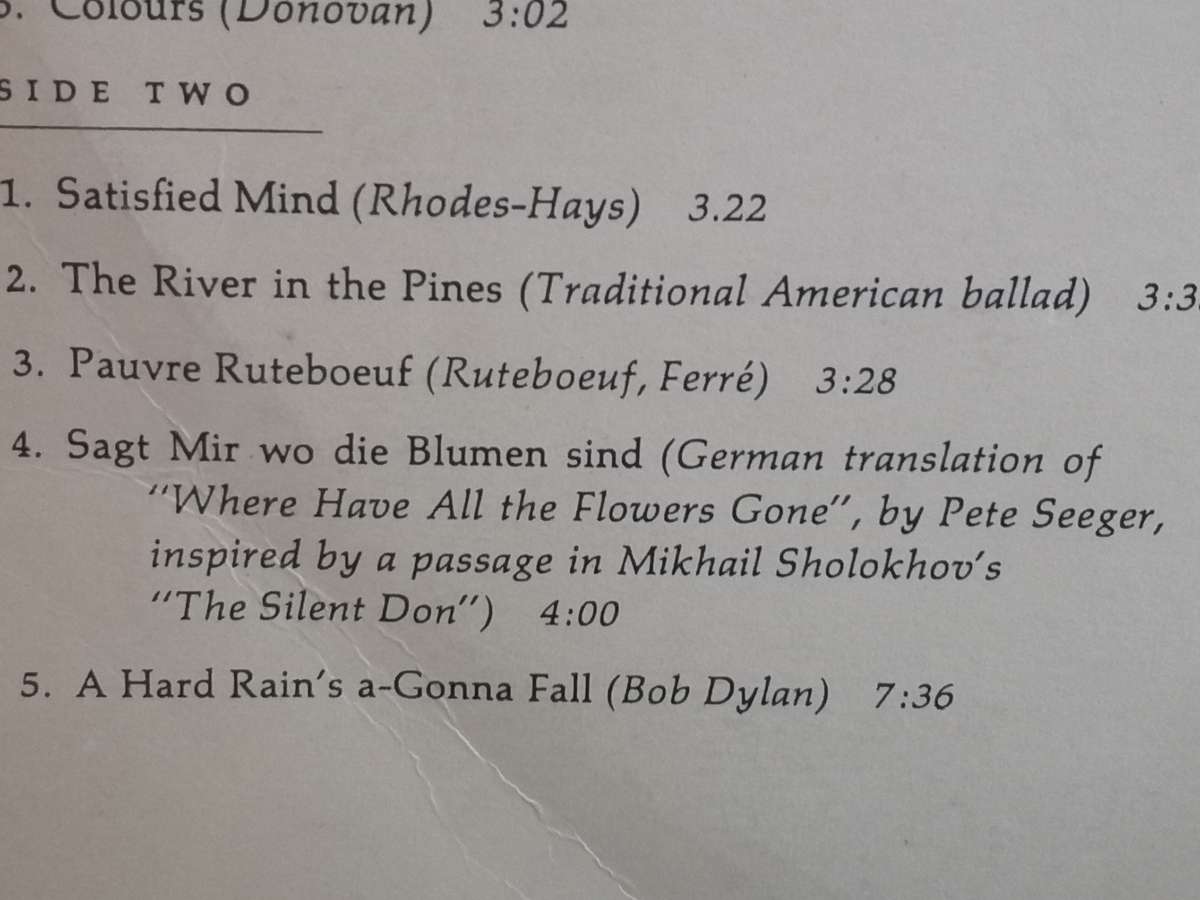 Colours (Donovan) 3:02
SIDE TWO
1. Satisfied Mind (Rhodes-Hays) 3.22
2. The River in the Pines (Traditional American ballad) 3:3
3. Pauvre Ruteboeuf (Ruteboeuf, Ferré) 3:28
4. Sagt Mir wo die Blumen sind (German translation of
"Where Have All the Flowers Gone", by Pete Seeger,
inspired by a passage in Mikhail Sholokhov's
"The Silent Don") 4:00
5. A Hard Rain's a-Gonna Fall (Bob Dylan) 7:36